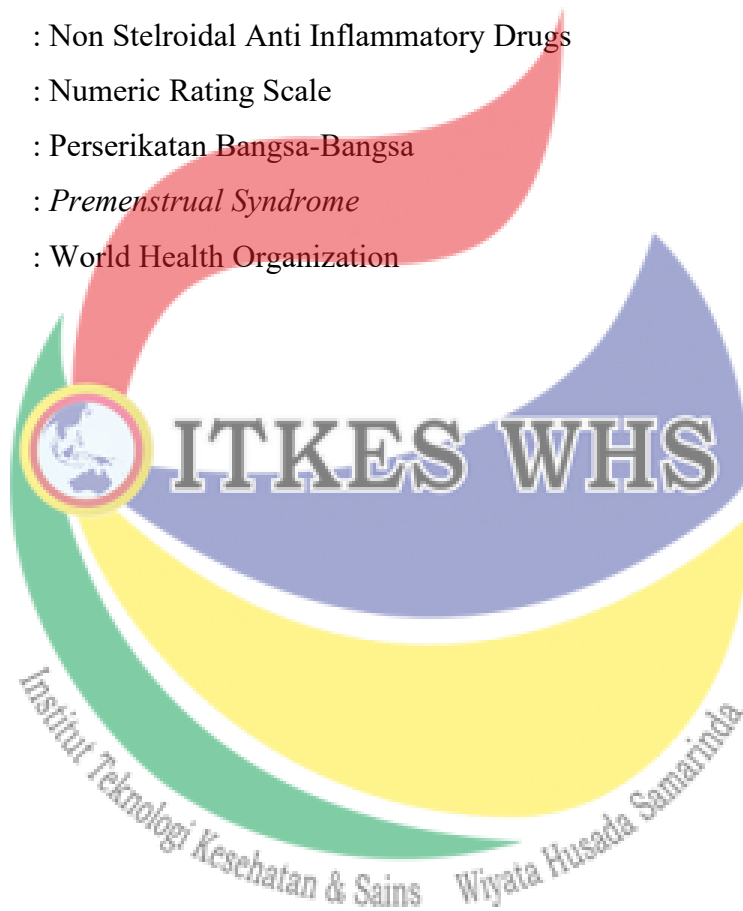 : Non Stelroidal Anti Inflammatory Drugs
: Numeric Rating Scale
: Perserikatan Bangsa-Bangsa
: Premenstrual Syndrome
: World Health Organization
ITKES WHS
Institut Teknologi Kesehatan & Sains Wiyata Husada Samarinda